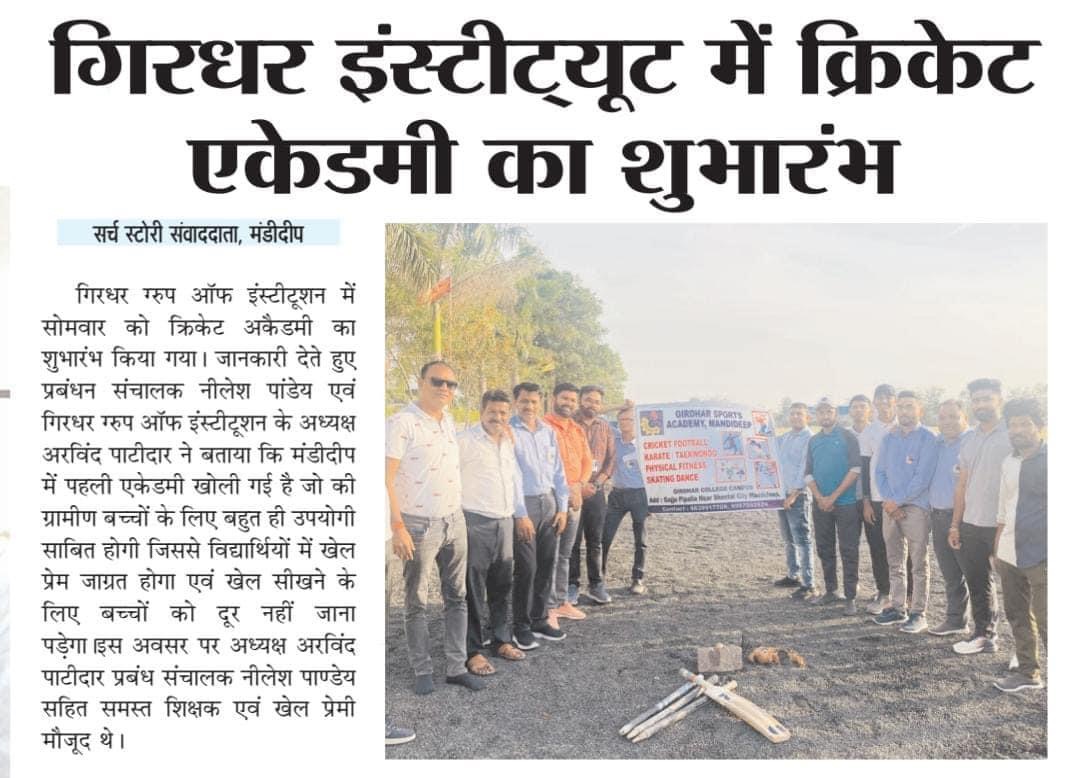 गिरधर इंस्टीट्यूट में क्रिकेट
एकेडमी का शुभारंभ
सर्च स्टोरी संवाददाता, मंडीदीप
गिरधर ग्रुप ऑफ इंस्टीटूशन में
सोमवार को क्रिकेट अकैडमी का
शुभारंभ किया गया। जानकारी देते हुए
प्रबंधन संचालक नीलेश पांडेय एवं
गिरधर ग्रुप ऑफ इंस्टीटूशन के अध्यक्ष
अरविंद पाटीदार ने बताया कि मंडीदीप
में पहली एकेडमी खोली गई है जो की
ग्रामीण बच्चों के लिए बहुत ही उपयोगी
साबित होगी जिससे विद्यार्थियों में खेल
प्रेम जाग्रत होगा एवं खेल सीखने के
लिए बच्चों को दूर नहीं जाना
पड़ेगा।इस अवसर पर अध्यक्ष अरविंद
पाटीदार प्रबंध संचालक नीलेश पाण्डेय
सहित समस्त शिक्षक एवं खेल प्रेमी
मौजूद थे।
GIRDHAR SPORTS
ACADEMY, MANDIDEEP
CRICKET FOOTBALL
KARATE : TAEKWONDO
PHYSICAL FITNESS
SKATING DANCE
GIRDHAR COLLEGE CAMPUS
Add : Near City
Contact :